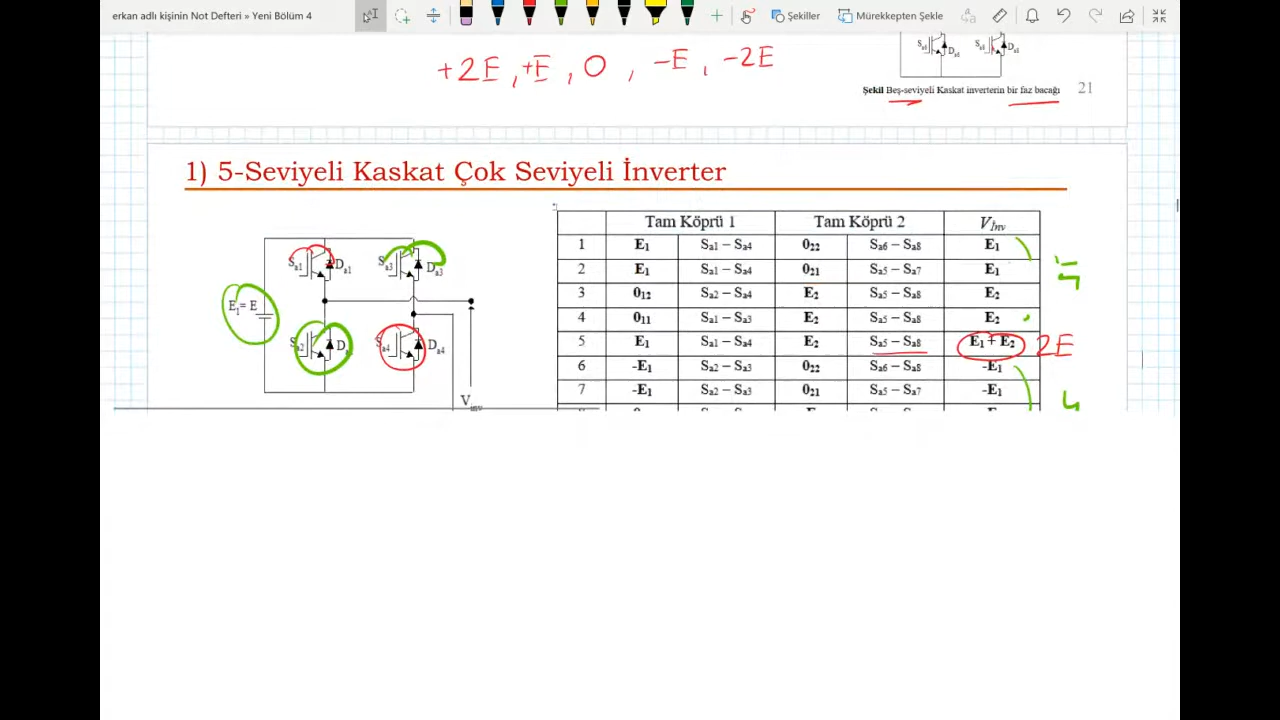 erkan adlı kişinin Not Defteri » Yeni Bölüm 4
Şekiller
Mürekkepten Şekle
+2E, +E, 0, -E, -2E
Şekil Beş-seviyeli Kaskat inverterin bir faz bacağı 21
1) 5-Seviyeli Kaskat Çok Seviyeli İnverter
Tam Köprü 1 Tam Köprü 2 Vİnv
1 E1 Sa1 – Sa4 022 Sa6 – Sa8 E1
2 E1 Sa1 – Sa4 021 Sa5 – Sa7 E1
3 012 Sa2 – Sa4 E2 Sa5 – Sa8 E2
4 011 Sa1 – Sa3 E2 Sa5 – Sa8 E2
5 E1 Sa1 – Sa4 E2 Sa5 – Sa8 E1 + E2 2E
6 -E1 Sa2 – Sa3 022 Sa6 – Sa8 -E1
7 -E1 Sa2 – Sa3 021 Sa5 – Sa7 -E1
Sa1 Da1 Sa3 Da3
E1 = E
Sa2 Sa4 Da4
Vinv